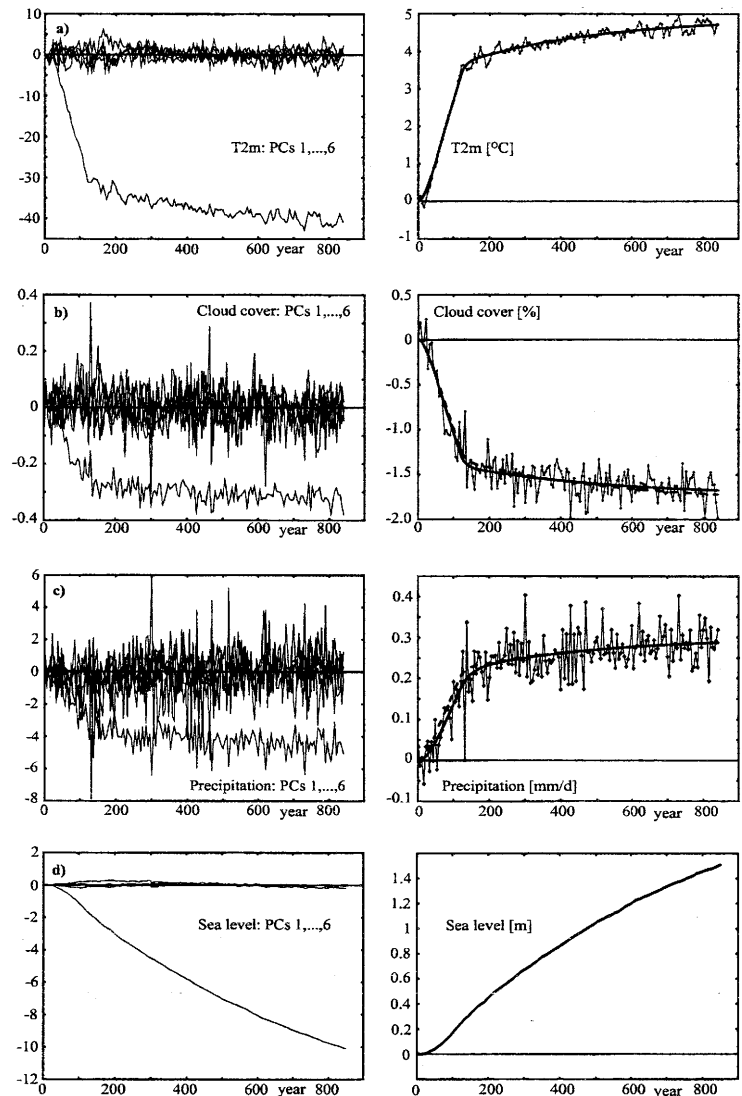 a)
10
0
-10
-20
-30
-40
T2m: PCs 1,...,6
0 200 400 600 year 800
5
4
3
2
1
0
-1
T2m [°C]
0 200 400 600 year 800
b)
0.4
0.2
0
-0.2
-0.4
Cloud cover: PCs 1,...,6
0 200 400 600 year 800
0.5
0
-0.5
-1.0
-1.5
-2.0
Cloud cover [%]
0 200 400 600 year 800
c)
6
4
2
0
-2
-4
-6
-8
Precipitation: PCs 1,...,6
0 200 400 600 year 800
0.4
0.3
0.2
0.1
0
-0.1
Precipitation [mm/d]
0 200 400 600 year 800
d)
2
0
-2
-4
-6
-8
-10
-12
Sea level: PCs 1,...,6
0 200 400 600 year 800
1.4
1.2
1
0.8
0.6
0.4
0.2
0
Sea level [m]
0 200 400 600 year 800